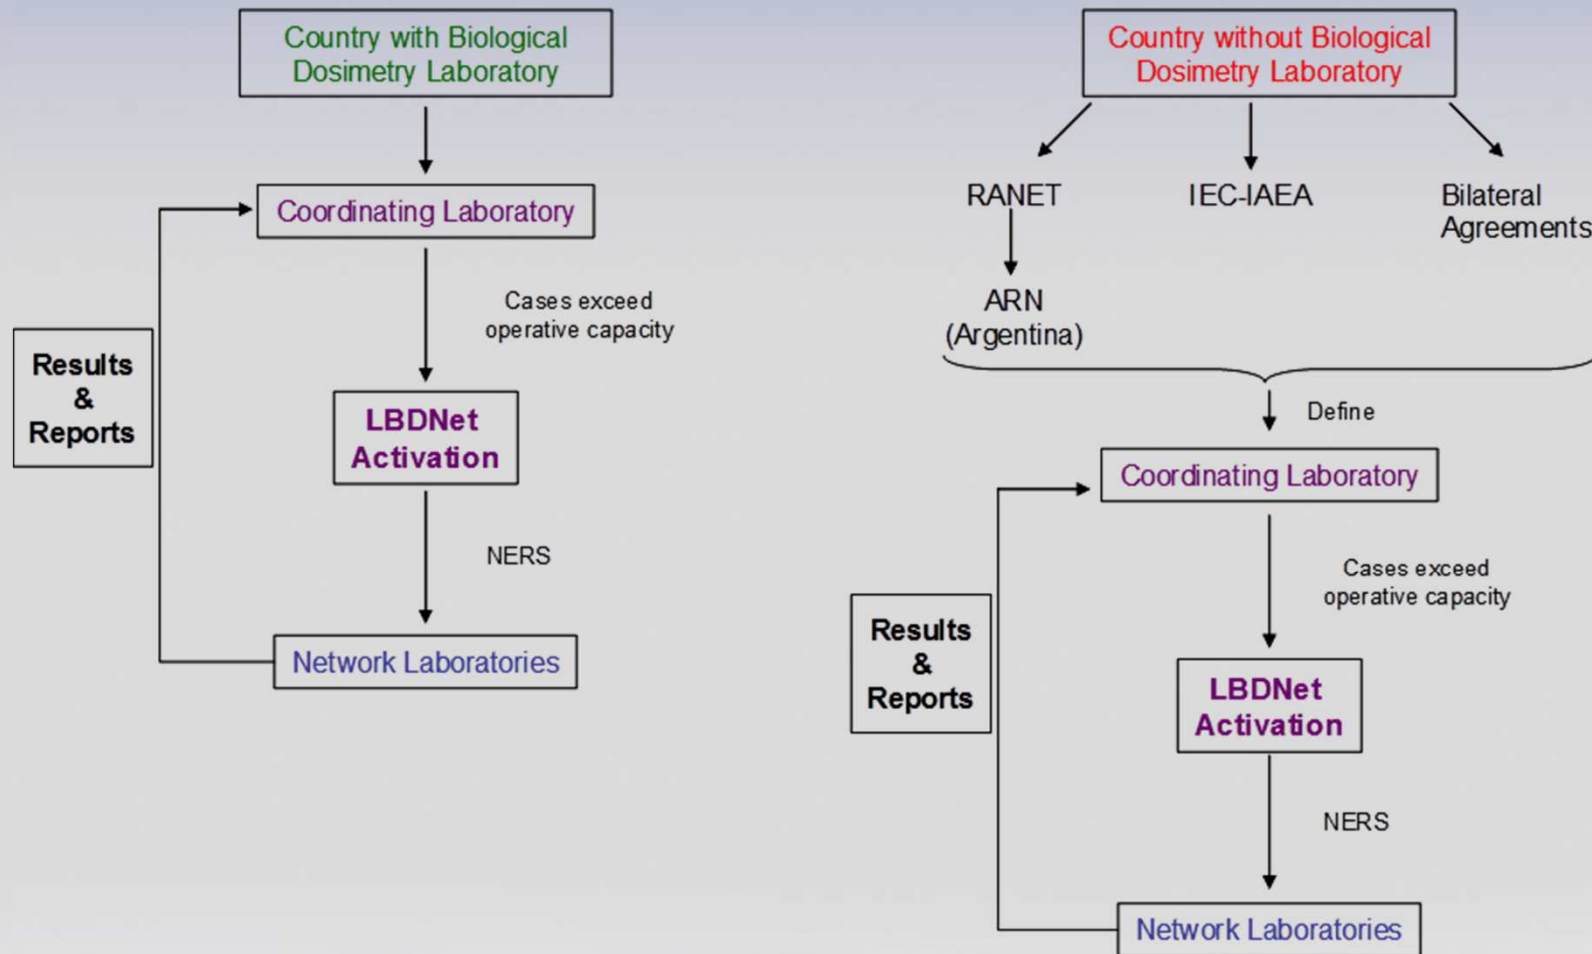 Country with Biological
Dosimetry Laboratory
Coordinating Laboratory
Cases exceed
operative capacity
Results
&
Reports
LBDNet
Activation
NERS
Network Laboratories
Country without Biological
Dosimetry Laboratory
RANET
IEC-IAEA
Bilateral
Agreements
ARN
(Argentina)
Define
Coordinating Laboratory
Cases exceed
operative capacity
Results
&
Reports
LBDNet
Activation
NERS
Network Laboratories